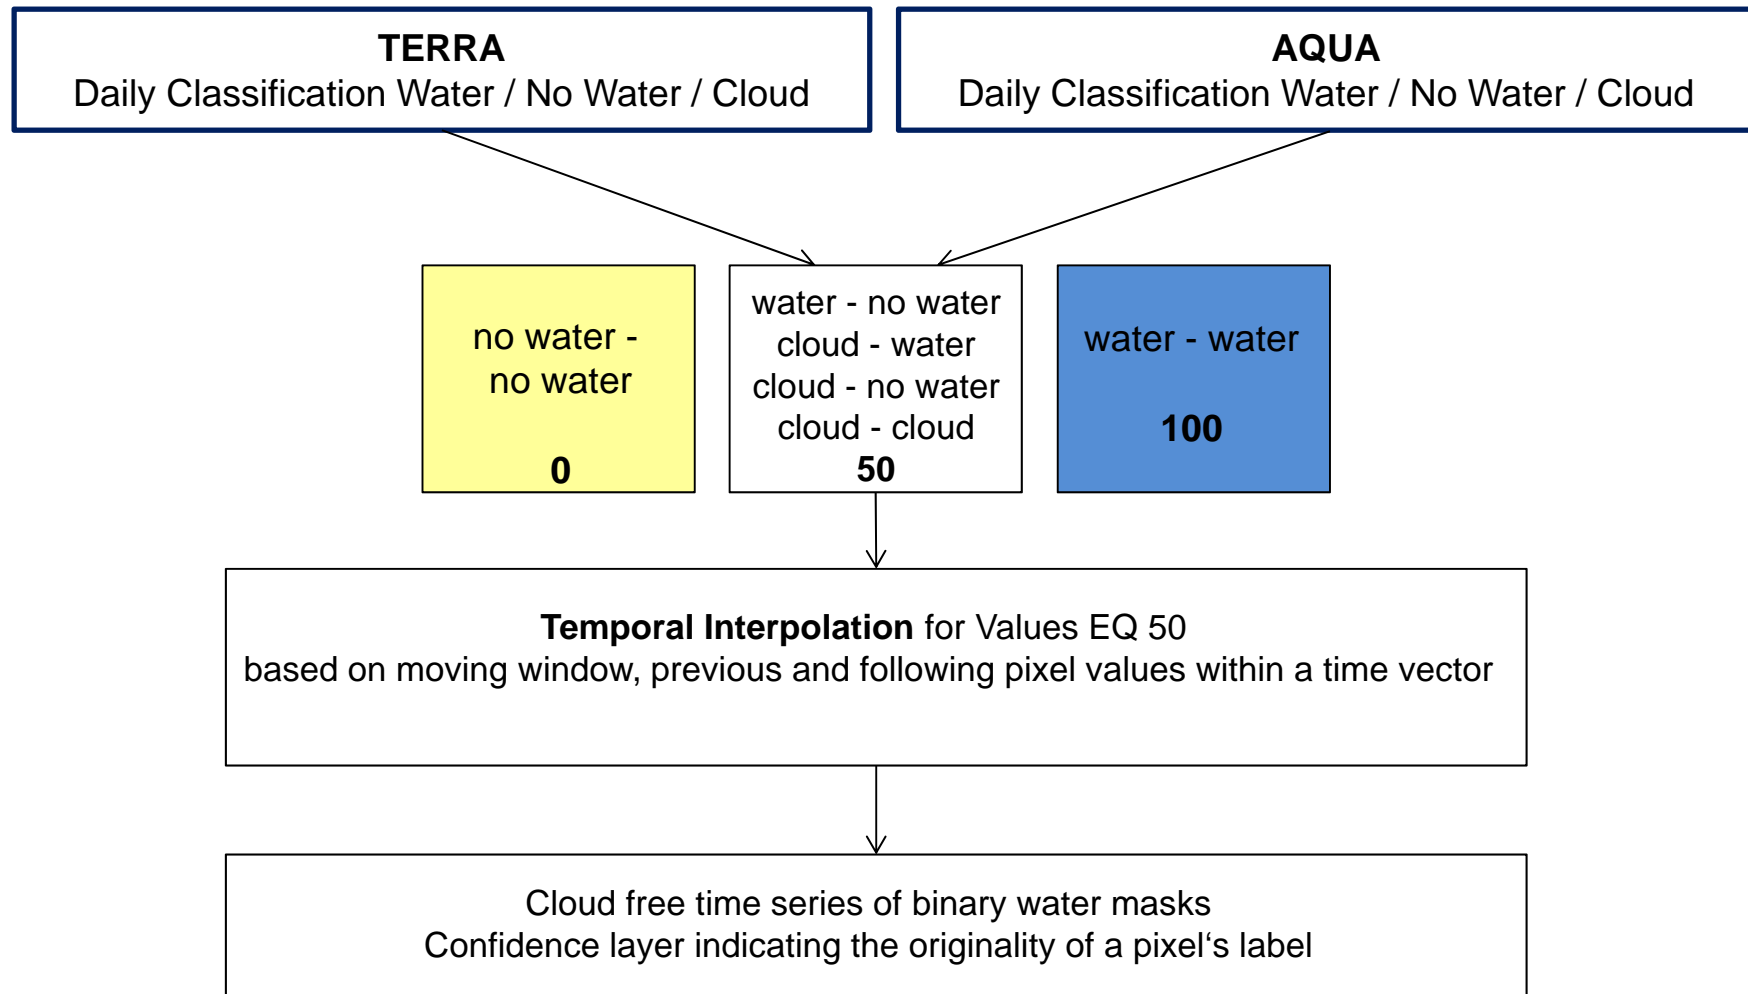 TERRA
Daily Classification Water / No Water / Cloud
AQUA
Daily Classification Water / No Water / Cloud
no water -
no water
0
water - no water
cloud - water
cloud - no water
cloud - cloud
50
water - water
100
Temporal Interpolation for Values EQ 50
based on moving window, previous and following pixel values within a time vector
Cloud free time series of binary water masks
Confidence layer indicating the originality of a pixel‘s label